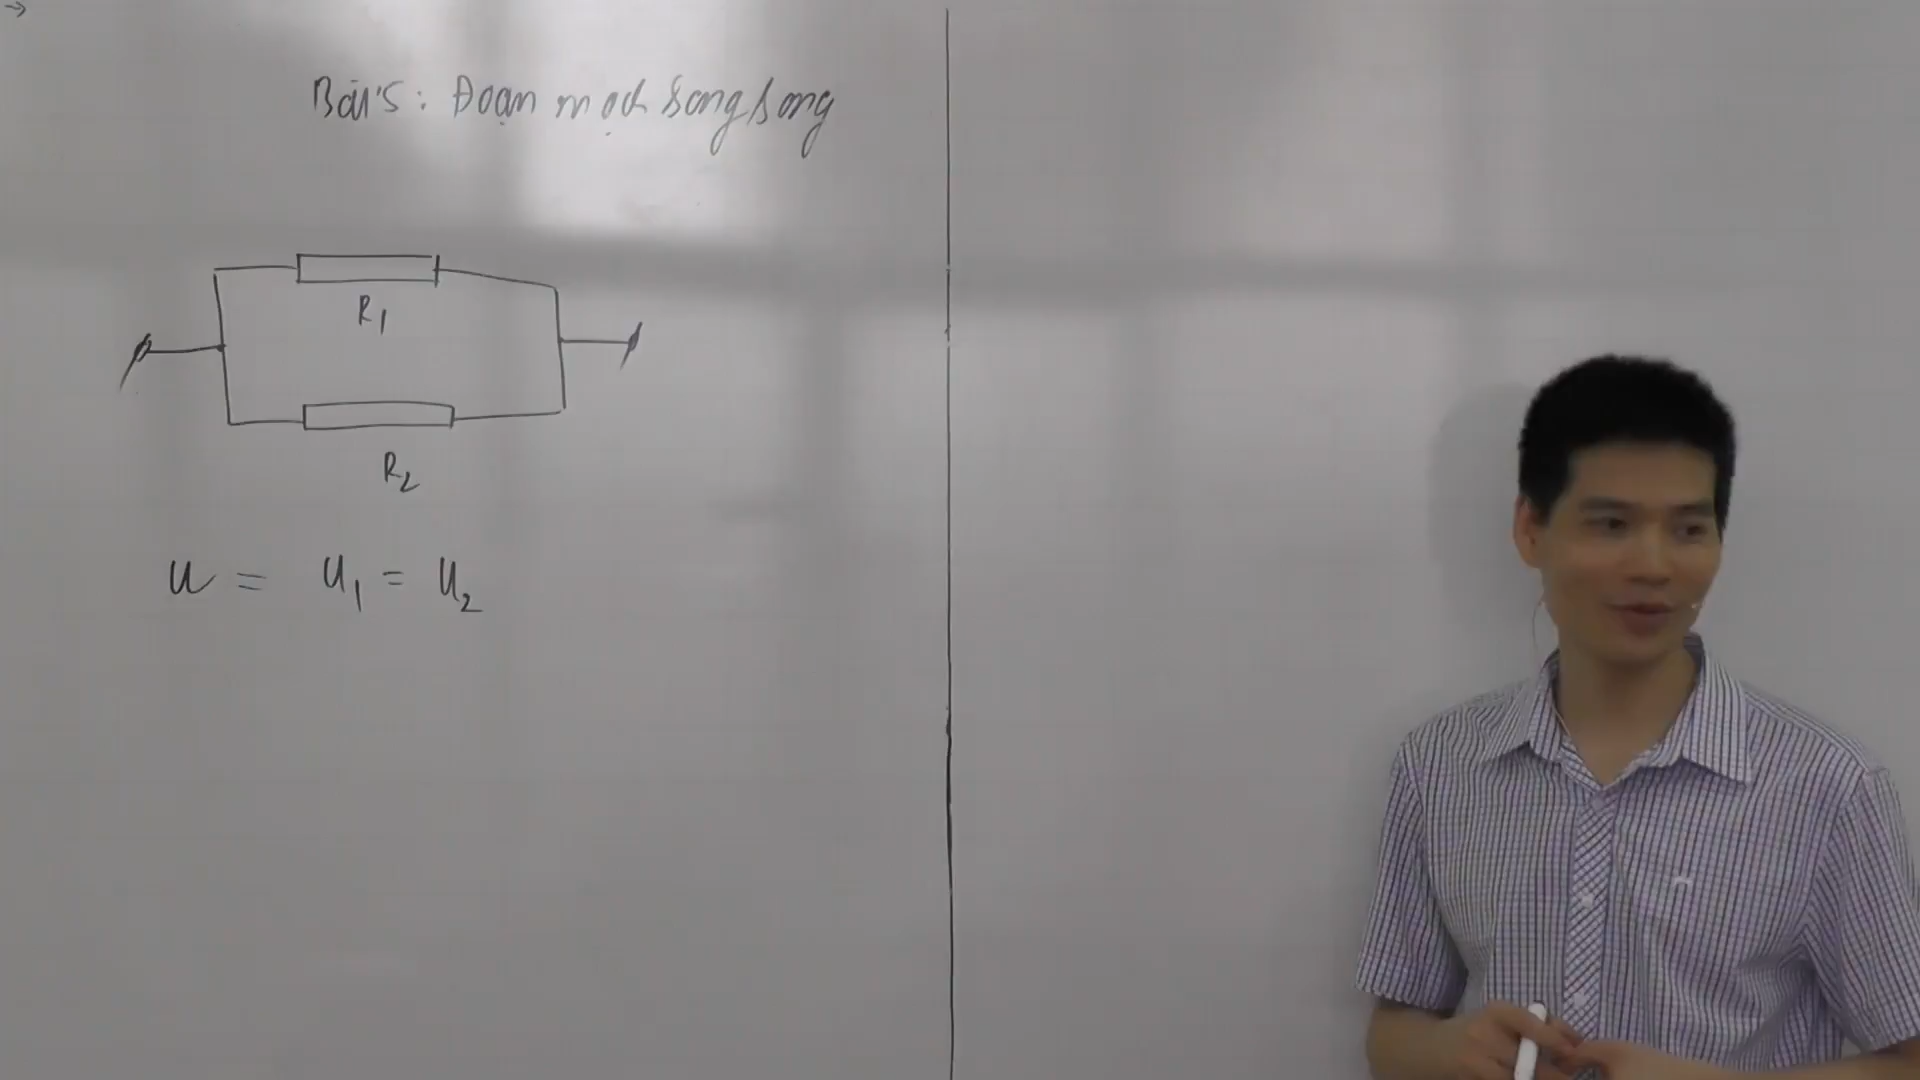 Bài 5: Đoạn mạch song song
R1
R2
U = U1 = U2